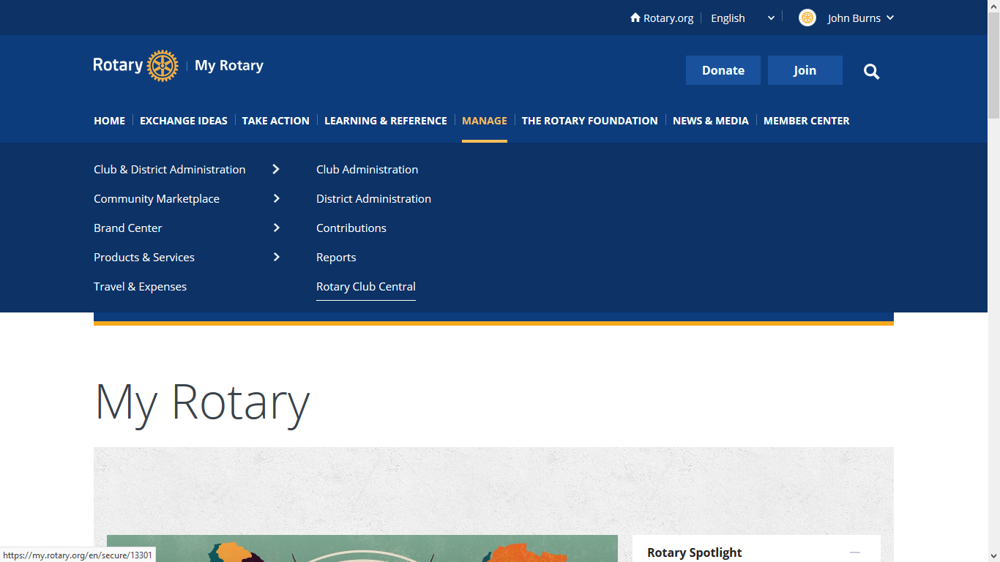 Rotary.org English John Burns
Rotary My Rotary
Donate Join
HOME EXCHANGE IDEAS TAKE ACTION LEARNING & REFERENCE MANAGE THE ROTARY FOUNDATION NEWS & MEDIA MEMBER CENTER
Club & District Administration
Community Marketplace
Brand Center
Products & Services
Travel & Expenses
Club Administration
District Administration
Contributions
Reports
Rotary Club Central
My Rotary
Rotary Spotlight
https://my.rotary.org/en/secure/13301